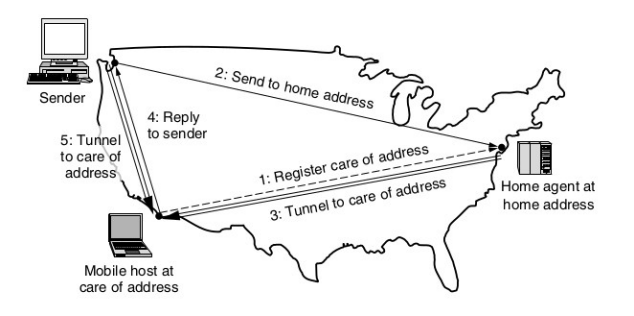 Sender
2: Send to home address
4: Reply
to sender
5: Tunnel
to care of
address
1: Register care of address
3: Tunnel to care of address
Home agent at
home address
Mobile host at
care of address